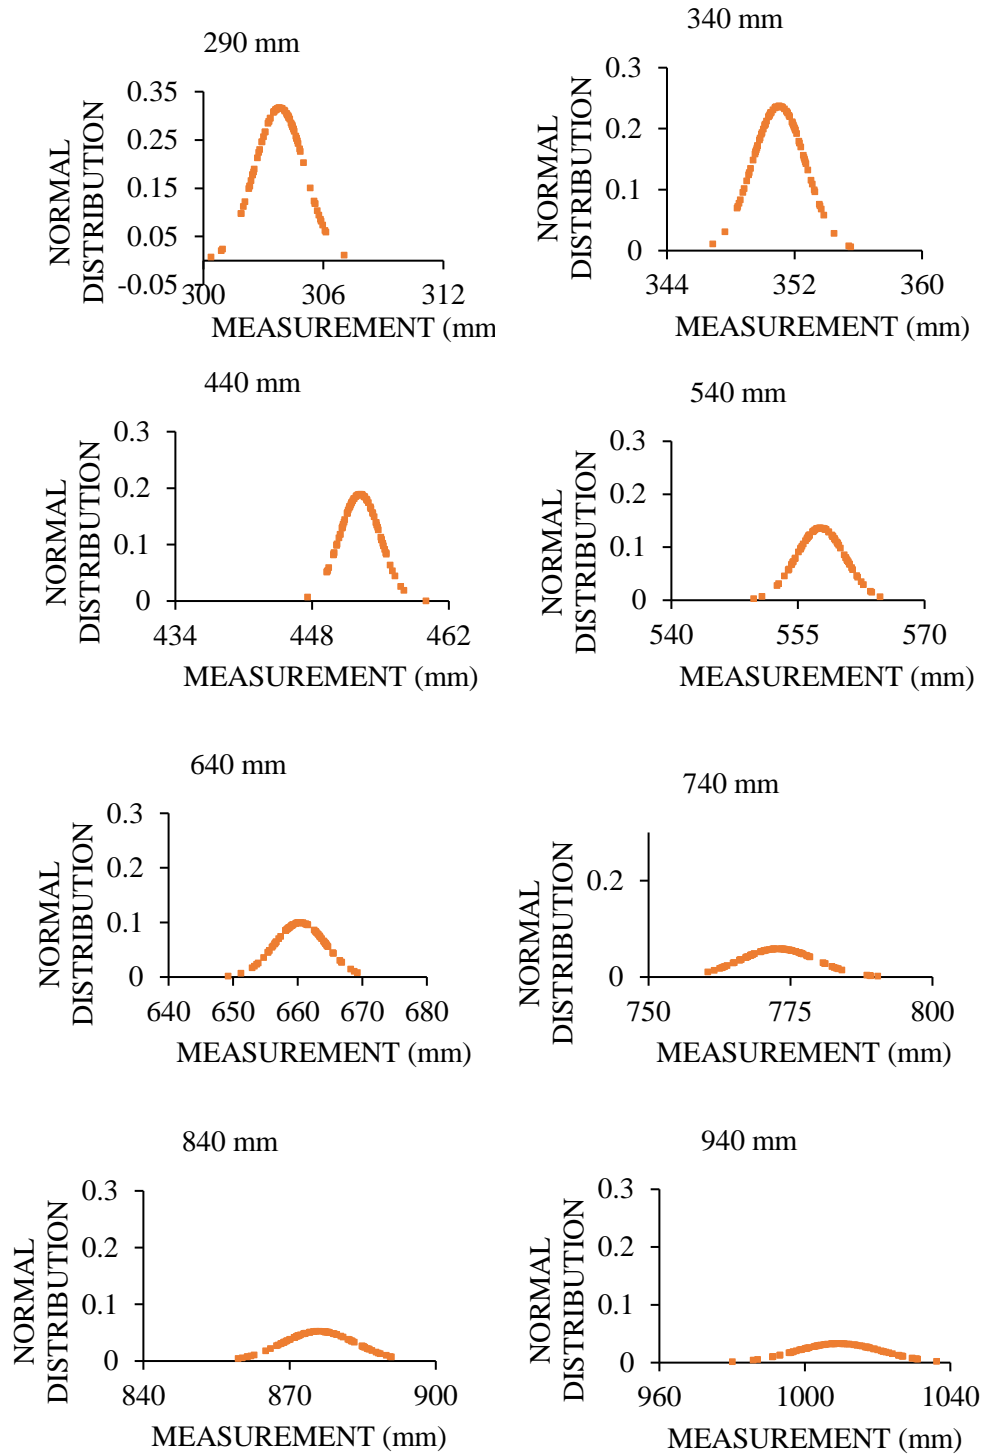 290 mm
0.35
0.25
0.15
0.05
-0.05
300 306 312
NORMAL
DISTRIBUTION
MEASUREMENT (mm
340 mm
0.3
0.2
0.1
0
344 352 360
NORMAL
DISTRIBUTION
MEASUREMENT (mm)
440 mm
0.3
0.2
0.1
0
434 448 462
NORMAL
DISTRIBUTION
MEASUREMENT (mm)
540 mm
0.3
0.2
0.1
0
540 555 570
NORMAL
DISTRIBUTION
MEASUREMENT (mm)
640 mm
0.3
0.2
0.1
0
640 650 660 670 680
NORMAL
DISTRIBUTION
MEASUREMENT (mm)
740 mm
0.2
0
750 775 800
NORMAL
DISTRIBUTION
MEASUREMENT (mm)
840 mm
0.3
0.2
0.1
0
840 870 900
NORMAL
DISTRIBUTION
MEASUREMENT (mm)
940 mm
0.3
0.2
0.1
0
960 1000 1040
NORMAL
DISTRIBUTION
MEASUREMENT (mm)